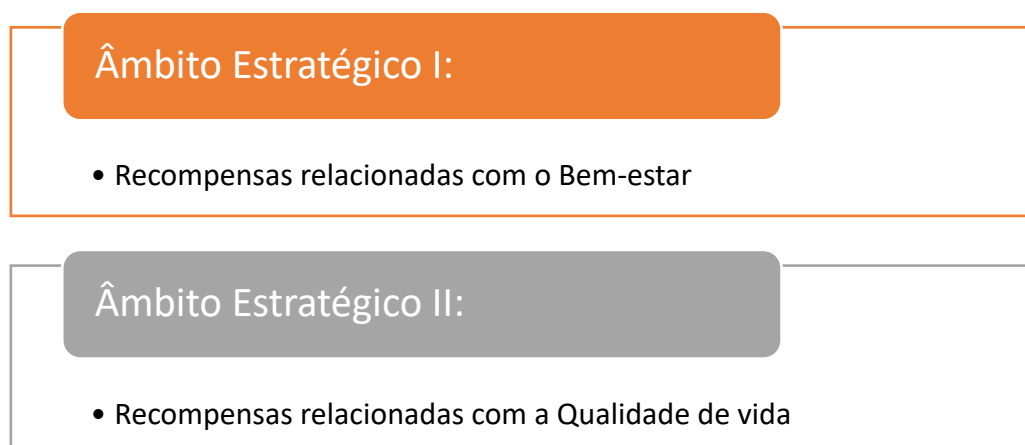 Âmbito Estratégico I:
• Recompensas relacionadas com o Bem-estar
Âmbito Estratégico II:
• Recompensas relacionadas com a Qualidade de vida